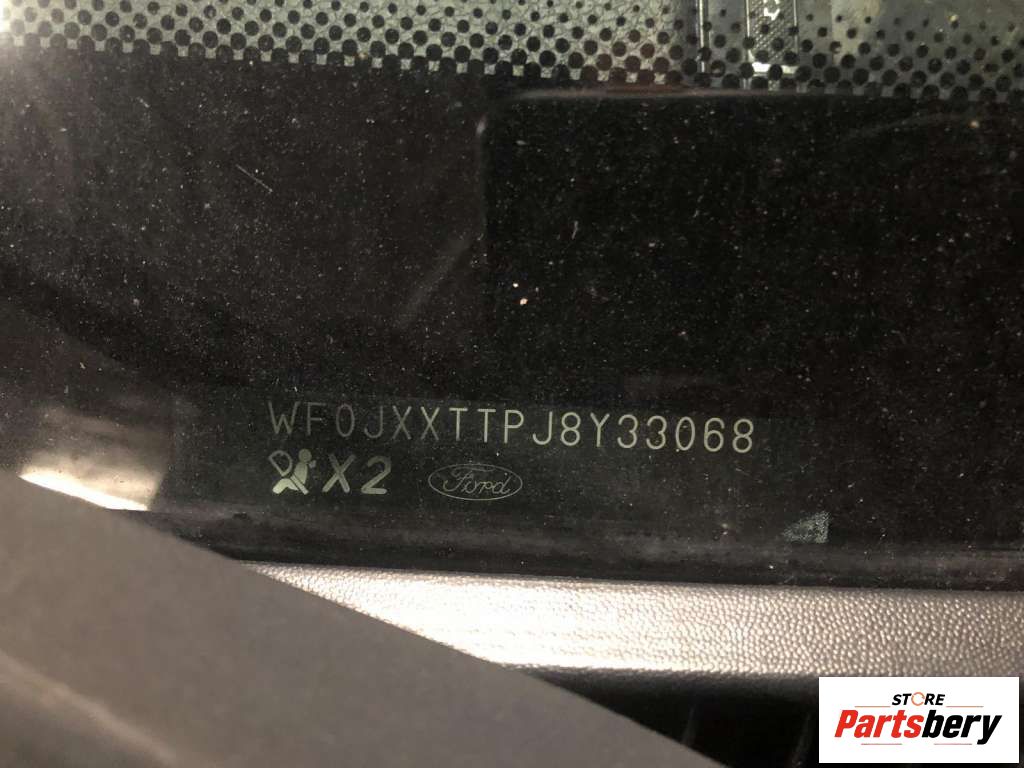 WF0JXXTTPJ8Y33068
X2 Ford
STORE
Partsbery